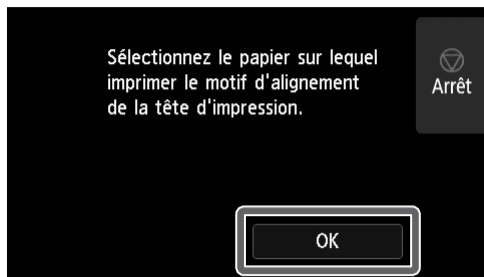 Sélectionnez le papier sur lequel
imprimer le motif d'alignement
de la tête d'impression.
Arrêt
OK